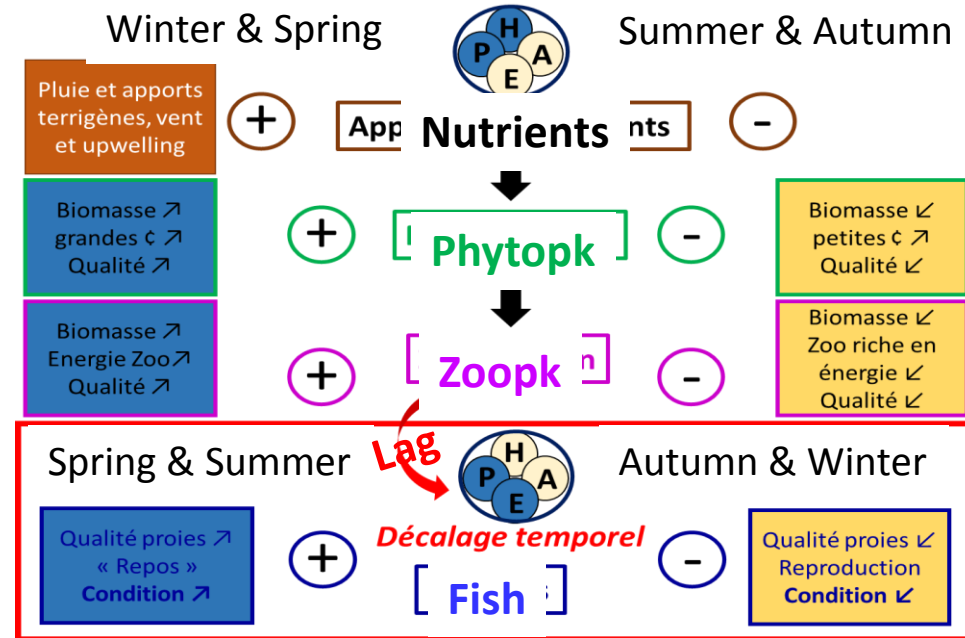 Winter & Spring
Summer & Autumn
H
P
A
E
Pluie et apports
terrigènes, vent
et upwelling
+
App
Nutrients
nts
-
Biomasse ↗
grandes ¢ ↗
Qualité ↗
+
Phytopk
-
Biomasse ↙
petites ¢ ↗
Qualité ↙
Biomasse ↗
Energie Zoo↗
Qualité ↗
+
Zoopk
-
Biomasse ↙
Zoo riche en
énergie ↙
Qualité ↙
Spring & Summer
Lag
H
P
A
E
Autumn & Winter
Qualité proies ↗
« Repos »
Condition ↗
+
Décalage temporel
Fish
-
Qualité proies ↙
Reproduction
Condition ↙